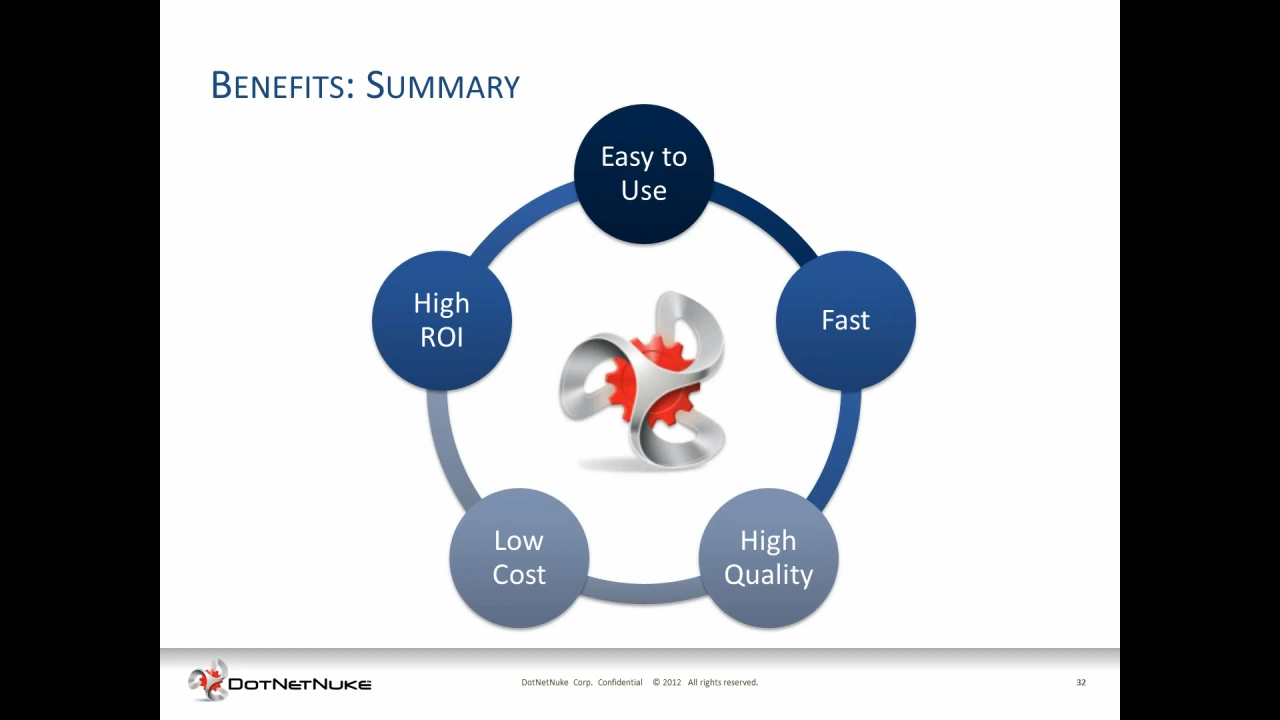 Benefits: Summary
Easy to
Use
Fast
High
Quality
Low
Cost
High
ROI
DotNetNuke
DotNetNuke Corp. Confidential © 2012 All rights reserved.
32